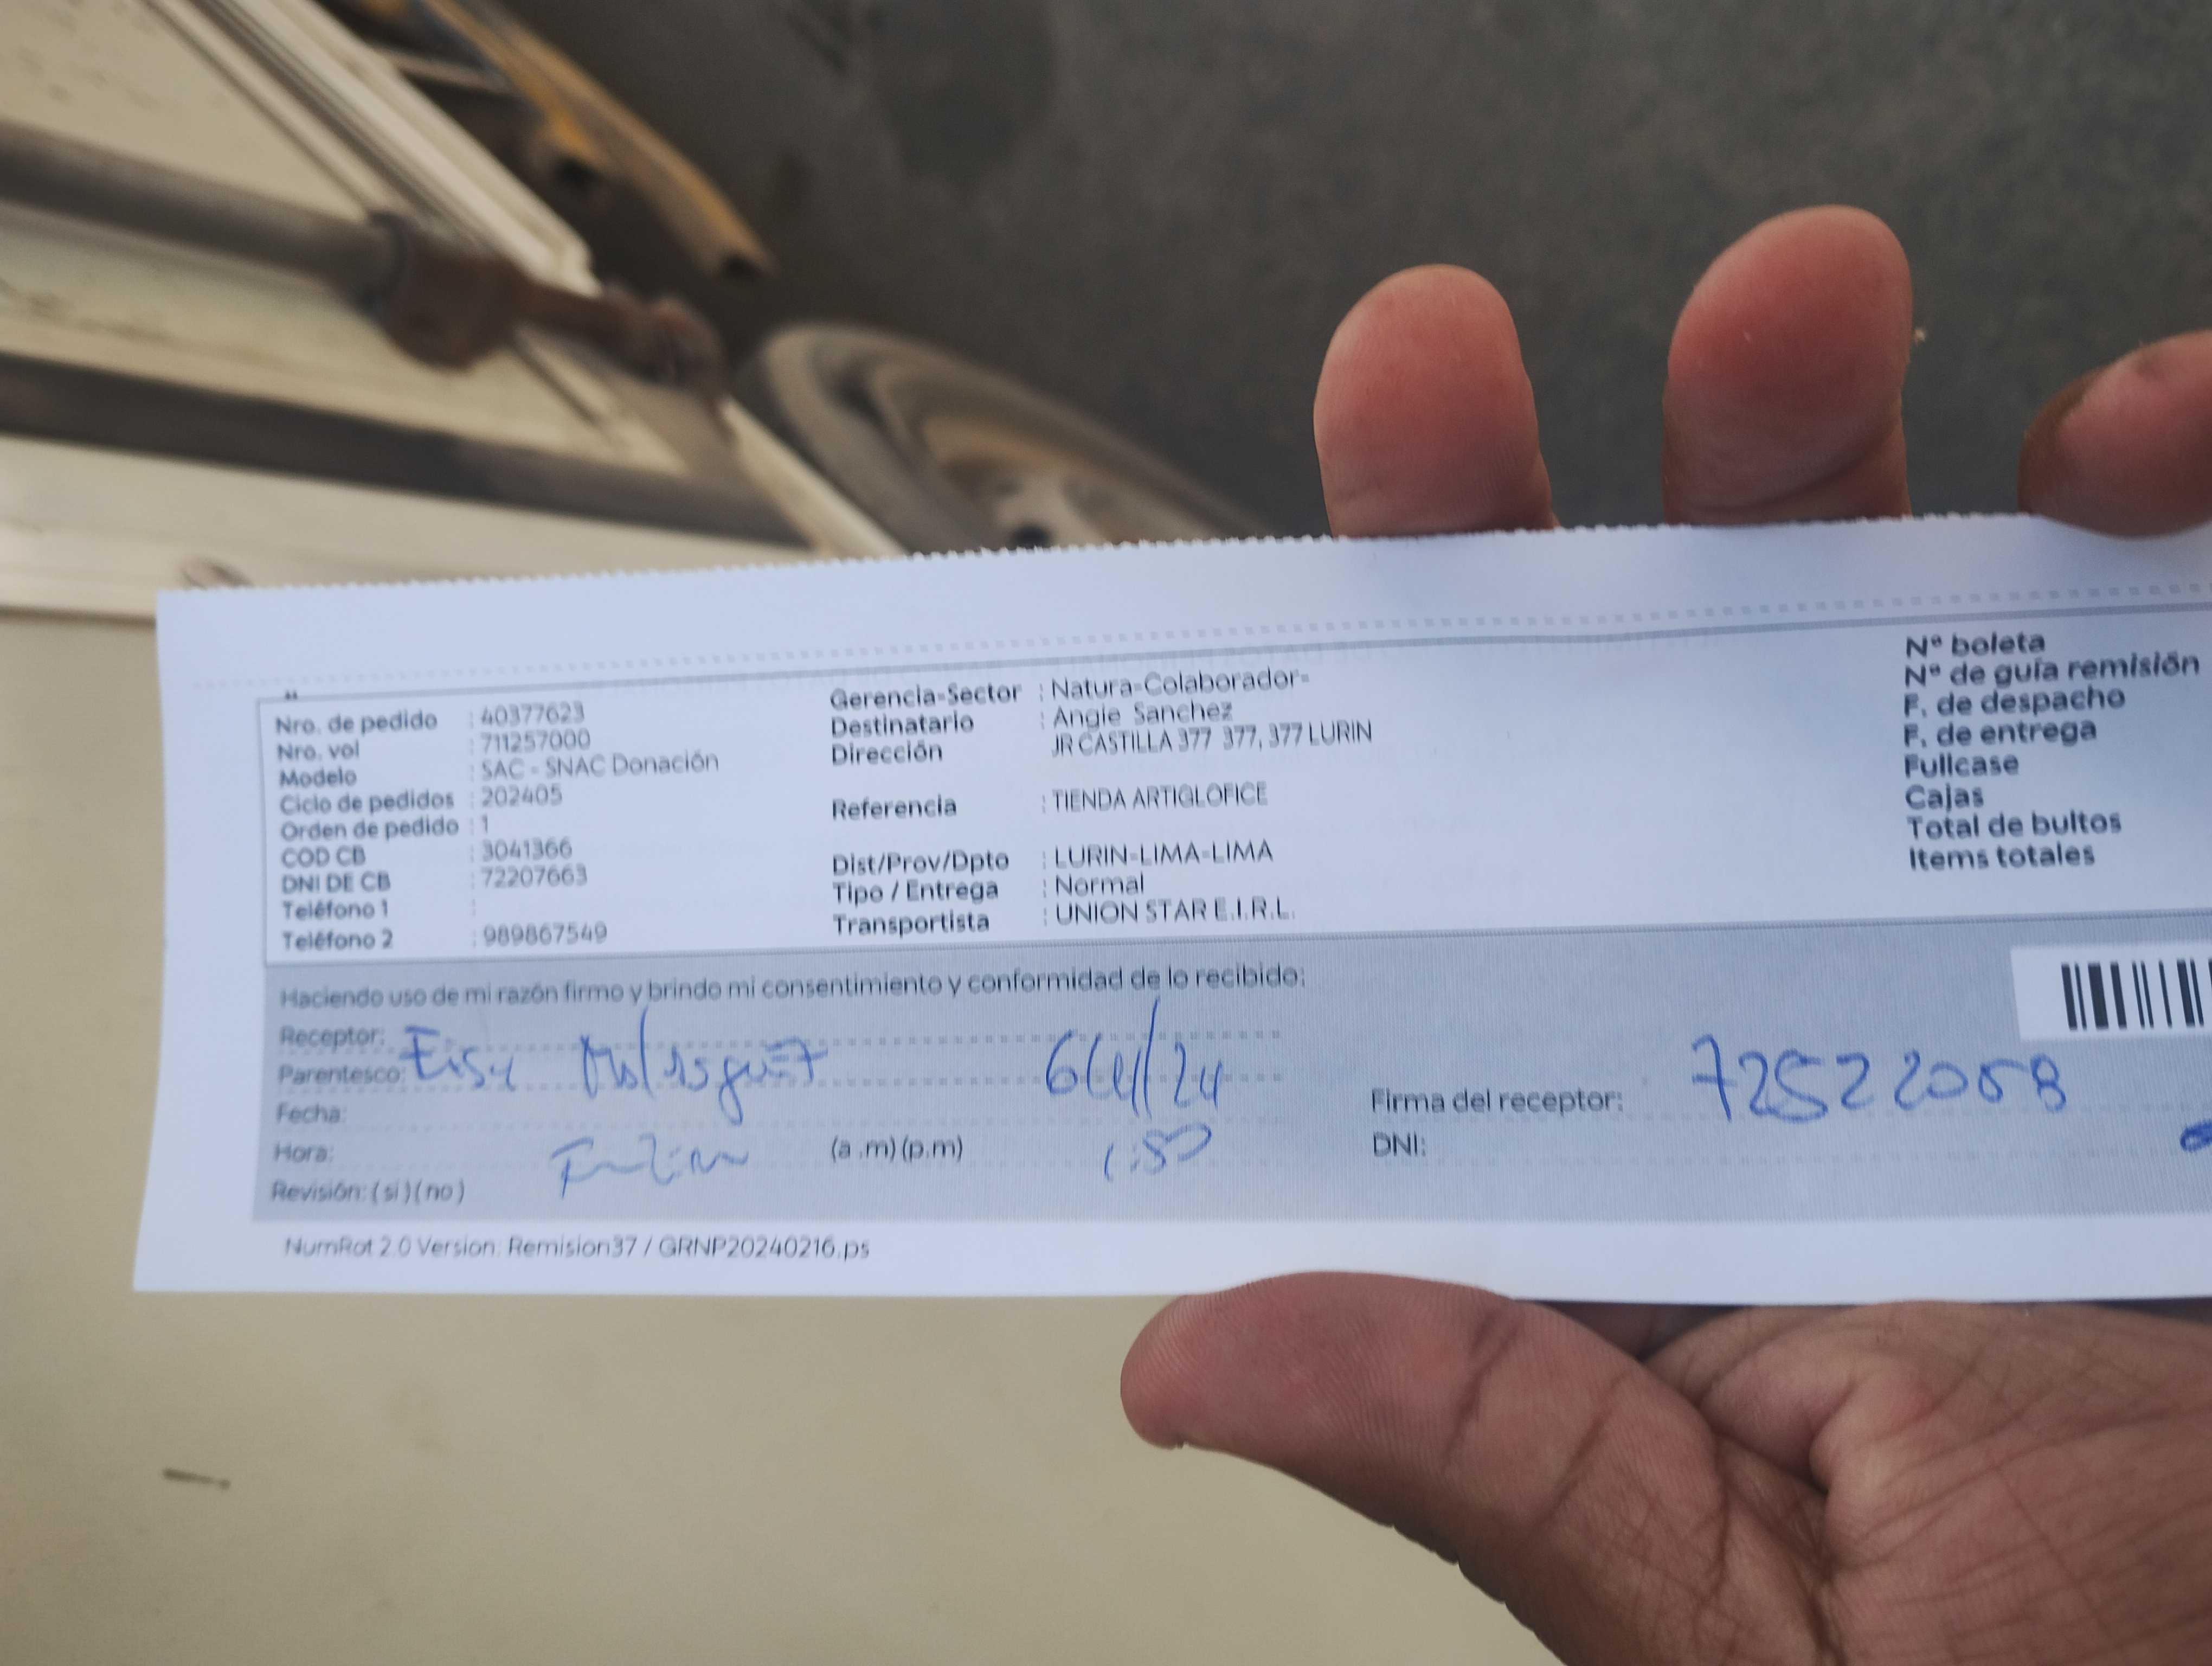 Nro. de pedido : 40377623
Nro. vol : 711257000
Modelo : SAC - SNAC Donación
Ciclo de pedidos : 202405
Orden de pedido : 1
COD CB : 3041366
DNI DE CB : 72207663
Teléfono 1 :
Teléfono 2 : 989867549
Gerencia-Sector : Natura-Colaborador-
Destinatario : Angie Sanchez
Dirección JR CASTILLA 377 377, 377 LURIN
Referencia : TIENDA ARTIGLOFICE
Dist/Prov/Dpto : LURIN-LIMA-LIMA
Tipo / Entrega : Normal
Transportista : UNION STAR E.I.R.L.
Nº boleta
Nº de guía remisión
F. de despacho
F. de entrega
Fullcase
Cajas
Total de bultos
Items totales
Haciendo uso de mi razón firmo y brindo mi consentimiento y conformidad de lo recibido:
Receptor:
Parentesco:
Fecha:
Hora: (a .m) (p.m) 1:50
Revisión: ( si ) ( no )
Firma del receptor: 72522058
DNI:
NumRot 2.0 Version: Remision37 / GRNP20240216.ps